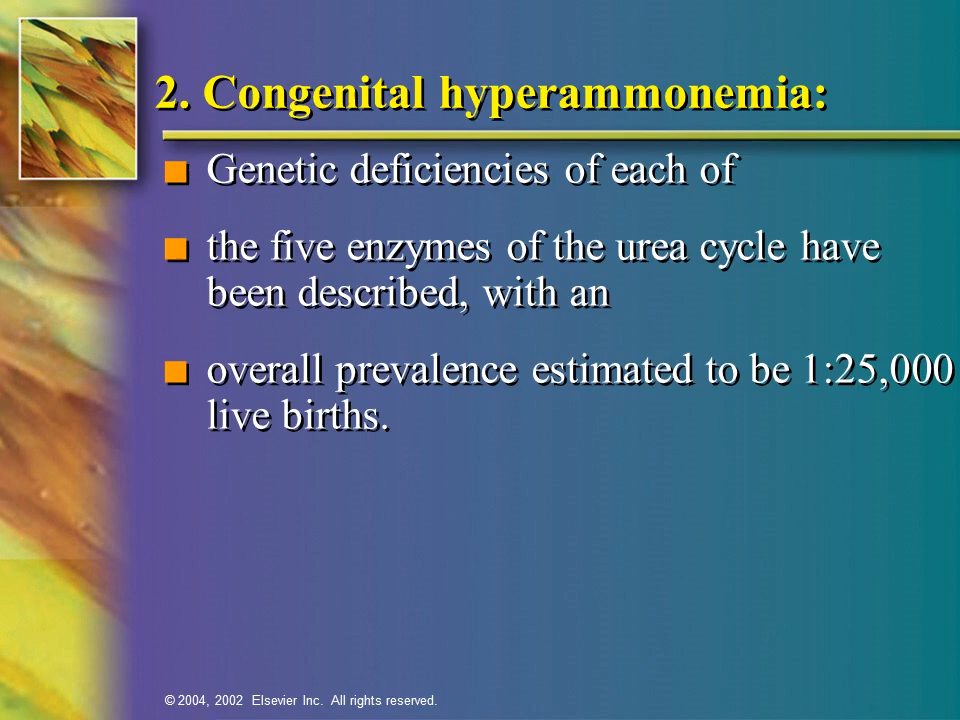 2. Congenital hyperammonemia:
Genetic deficiencies of each of
the five enzymes of the urea cycle have
been described, with an
overall prevalence estimated to be 1:25,000
live births.
© 2004, 2002 Elsevier Inc. All rights reserved.